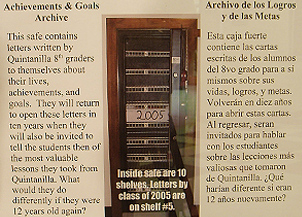 Achievements & Goals
Archive
This safe contains
letters written by
Quintanilla 8th graders
to themselves about
their lives,
achievements, and
goals. They will return
to open these letters in
ten years when they
will also be invited to
tell the students then of
the most valuable
lessons they took from
Quintanilla. What
would they do
differently if they were
12 years old again?
2005
Inside safe are 10
shelves. Letters by
class of 2005 are
on shelf #5.
Archivo de los Logros
y de las Metas
Esta caja fuerte
contiene las cartas
escritas de los alumnos
del 8vo grado para a sí
mismos sobre sus
vidas, logros, y metas.
Volverán en diez años
para abrir estas cartas.
Al regresar, seran
invitados para hablar
con los estudiantes
sobre las lecciones más
valiosas que tomaron
de Quintanilla. ¿Qué
harían diferente si eran
12 años nuevamente?